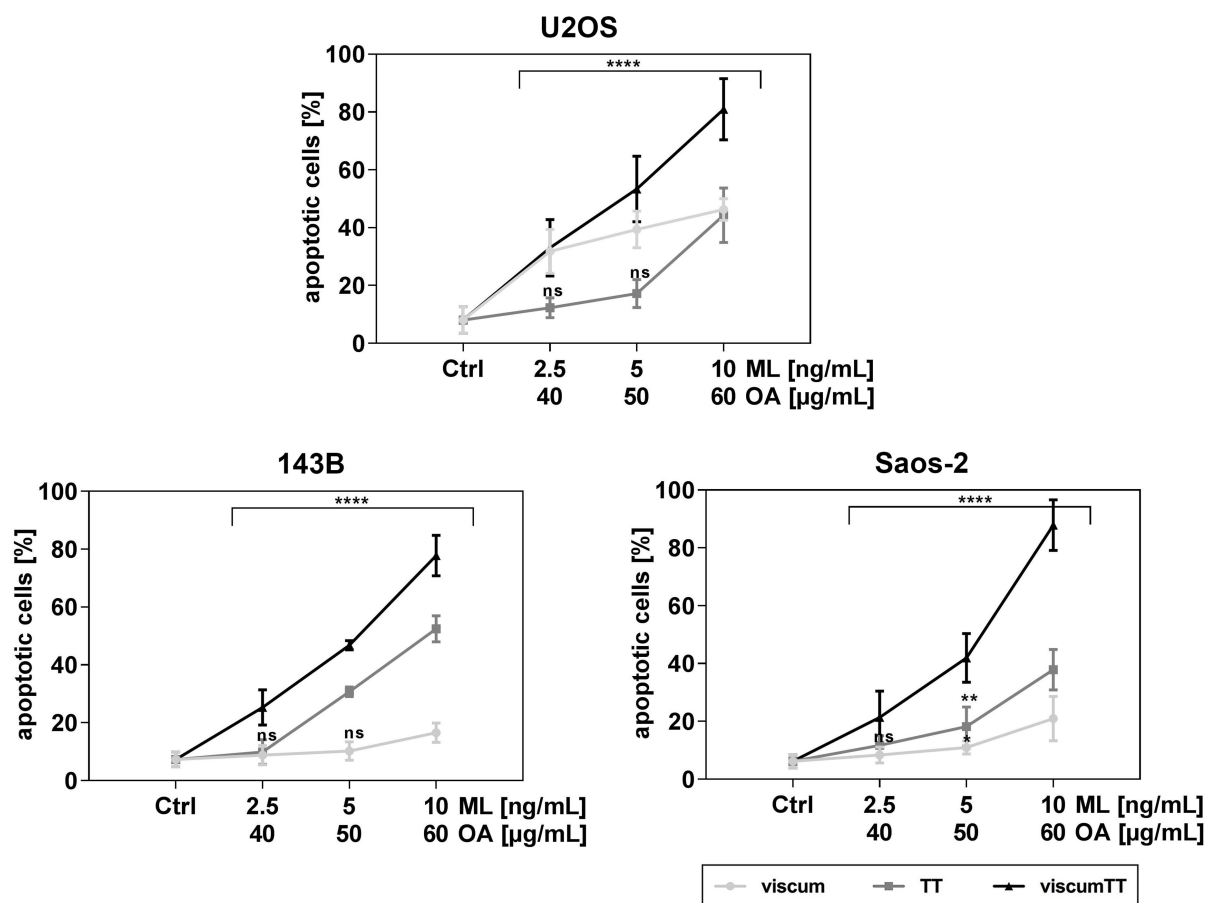 U2OS
100
****
80
60
40
20
0
apoptotic cells [%]
ns
ns
Ctrl 2.5 5 10 ML [ng/mL]
40 50 60 OA [µg/mL]
143B
100
****
80
60
40
20
0
apoptotic cells [%]
ns
ns
Ctrl 2.5 5 10 ML [ng/mL]
40 50 60 OA [µg/mL]
Saos-2
100
****
80
60
40
20
0
apoptotic cells [%]
**
ns
*
Ctrl 2.5 5 10 ML [ng/mL]
40 50 60 OA [µg/mL]
viscum TT viscumTT